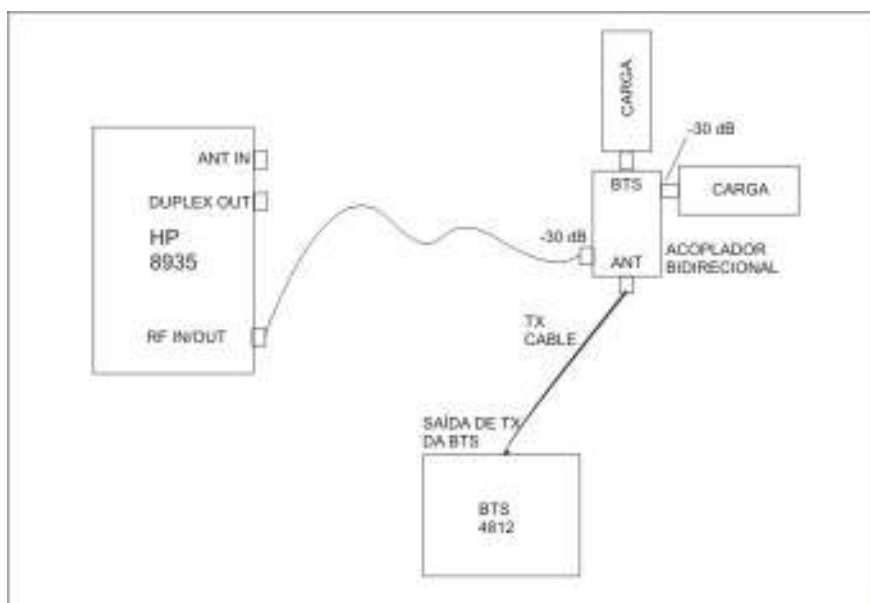 CARGA
-30 dB
ANT IN
BTS
CARGA
DUPLEX OUT
HP
8935
-30 dB
ANT
ACOPLADOR
BIDIRECIONAL
RF IN/OUT
TX
CABLE
SAÍDA DE TX
DA BTS
BTS
4812